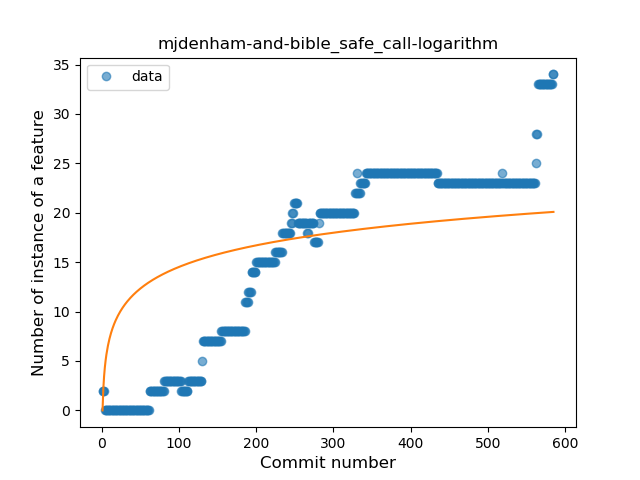 mjdenham-and-bible_safe_call-logarithm
data
Number of instance of a feature
35
30
25
20
15
10
5
0
0 100 200 300 400 500 600
Commit number